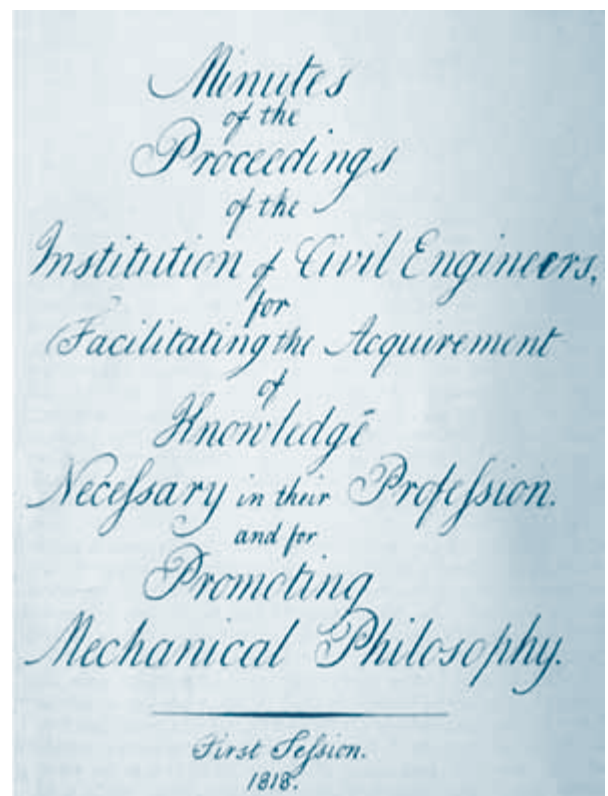 Minutes
of the
Proceedings
of the
Institution of Civil Engineers,
for
Facilitating the Acquirement
of
Knowledge
Neceſsary in their Profeſsion.
and for
Promoting
Mechanical Philosophy.
First Seſsion.
1818.